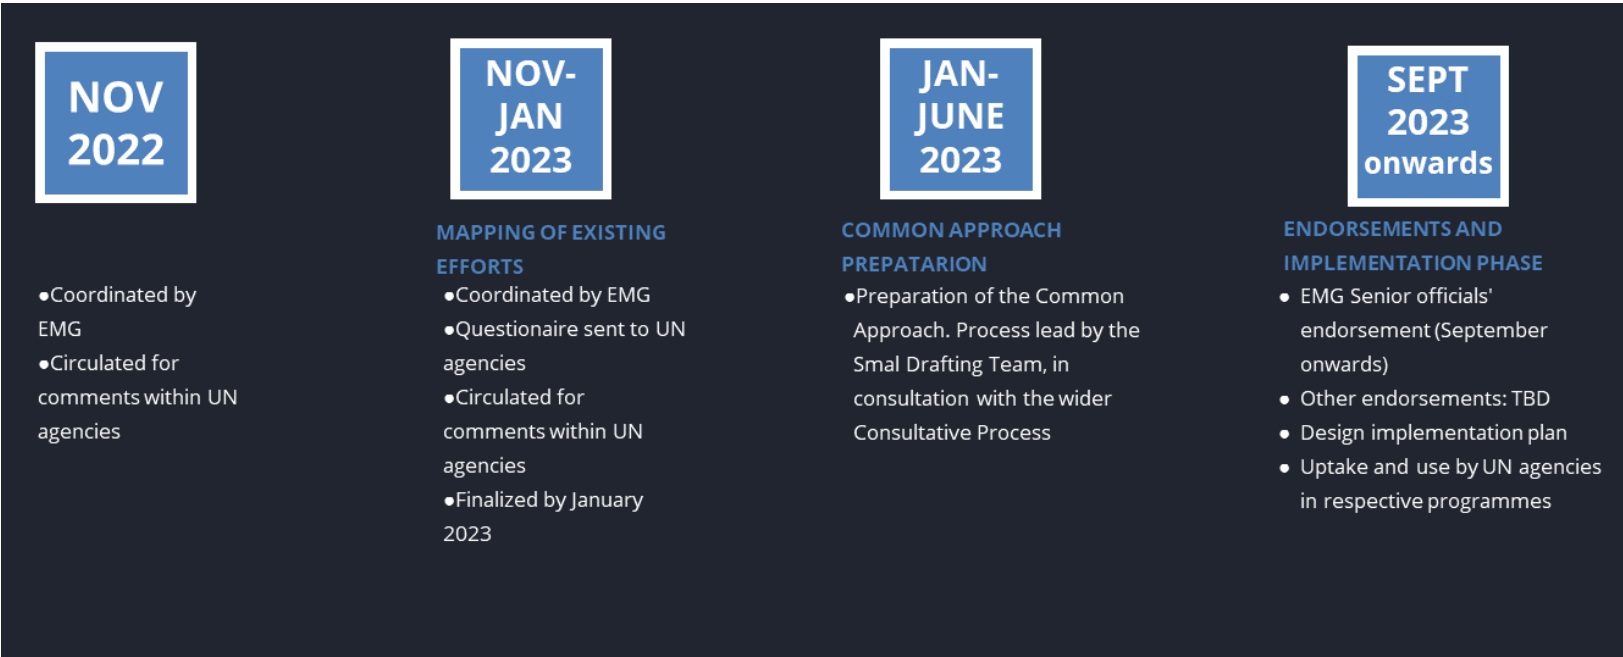 NOV
2022
●Coordinated by
EMG
●Circulated for
comments within UN
agencies
NOV-
JAN
2023
MAPPING OF EXISTING
EFFORTS
●Coordinated by EMG
●Questionaire sent to UN
agencies
●Circulated for
comments within UN
agencies
●Finalized by January
2023
JAN-
JUNE
2023
COMMON APPROACH
PREPATARION
●Preparation of the Common
Approach. Process lead by the
Smal Drafting Team, in
consultation with the wider
Consultative Process
SEPT
2023
onwards
ENDORSEMENTS AND
IMPLEMENTATION PHASE
● EMG Senior officials'
endorsement (September
onwards)
● Other endorsements: TBD
● Design implementation plan
● Uptake and use by UN agencies
in respective programmes